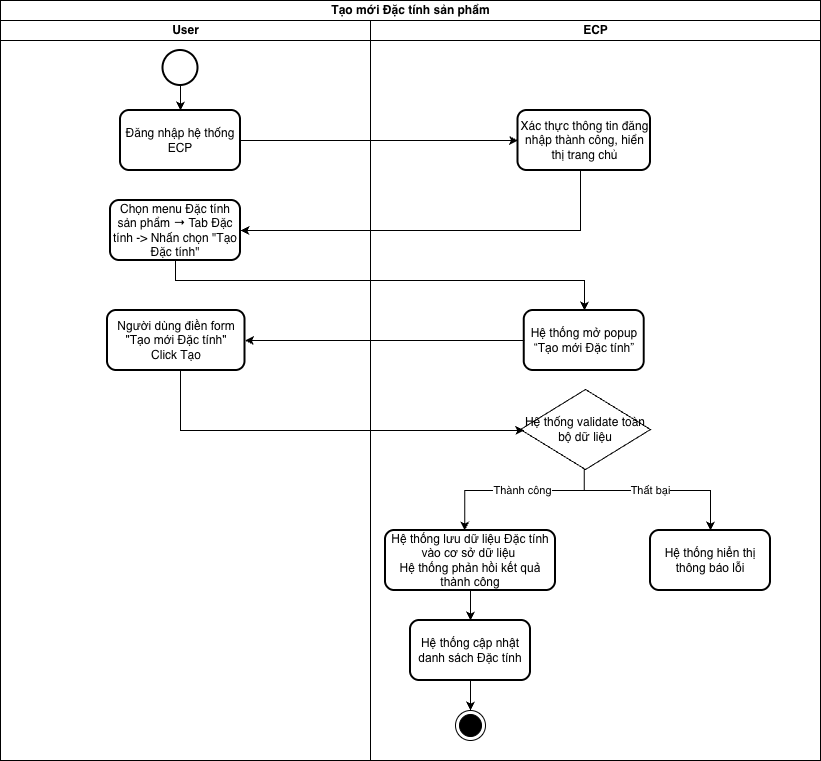 Tạo mới Đặc tính sản phẩm
User
ECP
Đăng nhập hệ thống
ECP
Xác thực thông tin đăng
nhập thành công, hiển
thị trang chủ
Chọn menu Đặc tính
sản phẩm → Tab Đặc
tính -> Nhấn chọn "Tạo
Đặc tính"
Hệ thống mở popup
“Tạo mới Đặc tính”
Người dùng điền form
"Tạo mới Đặc tính"
Click Tạo
Hệ thống validate toàn
bộ dữ liệu
Thành công
Thất bại
Hệ thống lưu dữ liệu Đặc tính
vào cơ sở dữ liệu
Hệ thống phản hồi kết quả
thành công
Hệ thống hiển thị
thông báo lỗi
Hệ thống cập nhật
danh sách Đặc tính